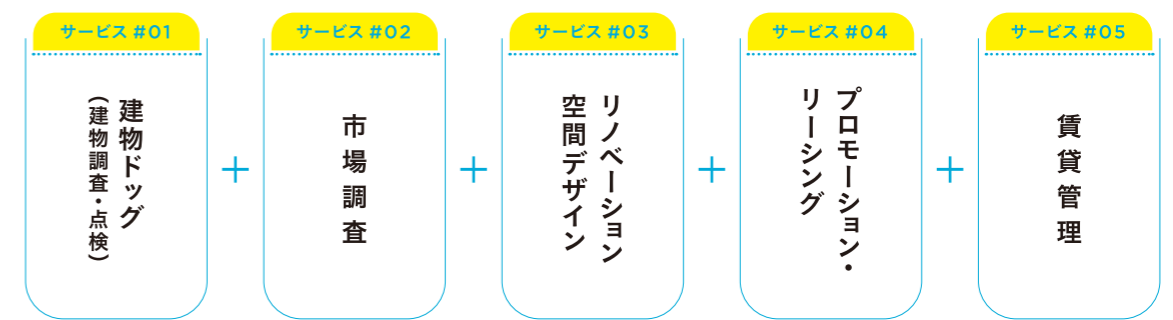 サービス #01
建物ドッグ
(建物調査・点検)
+
サービス #02
市場調査
+
サービス #03
リノベーション
空間デザイン
+
サービス #04
プロモーション・
リーシング
+
サービス #05
賃貸管理